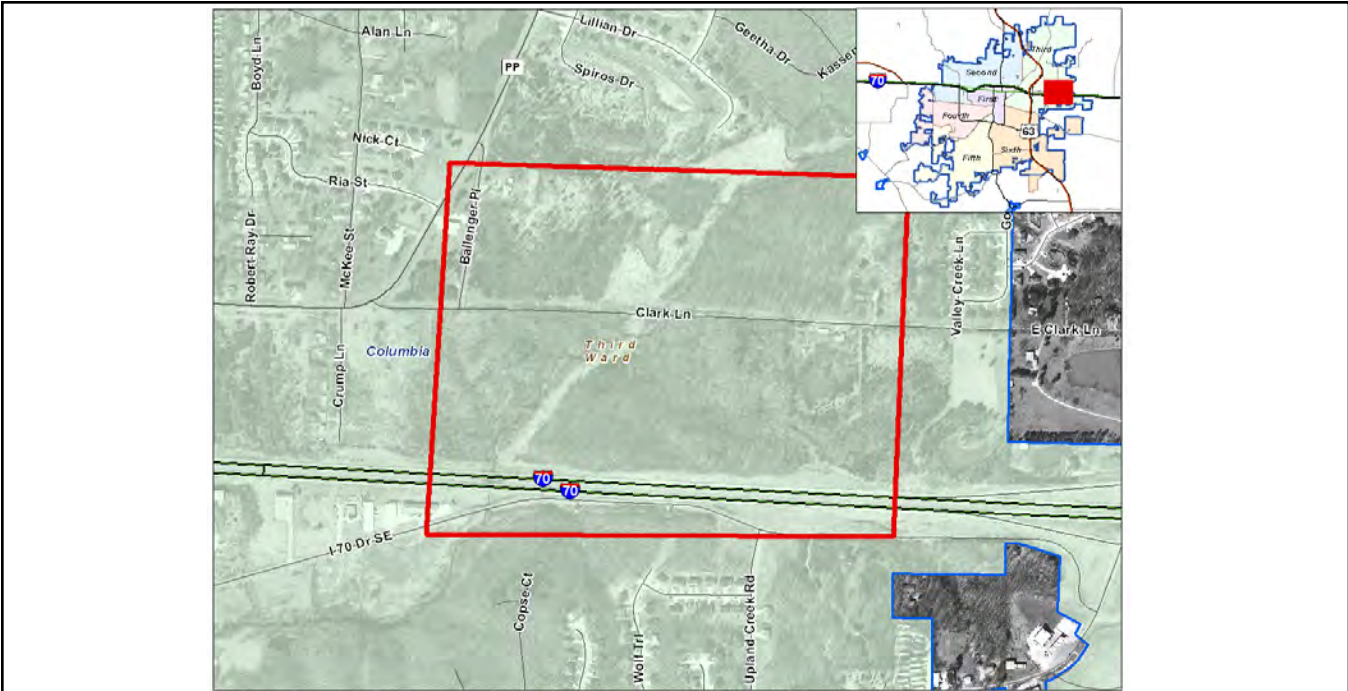 Alan Ln
Lillian Dr
Geetha Dr
Kasser
Boyd Ln
PP
Spiros Dr
Nick Ct
Ria St
Robert Ray Dr
McKee St
Ballenger Pl
Crump Ln
Columbia
Clark Ln
Third
Ward
Valley Creek Ln
Go
E Clark Ln
70
70
I-70 Dr SE
Copse Ct
Wolf Trl
Upland Creek Rd
Third
Second
70
First
Fourth
63
Sixth
Fifth